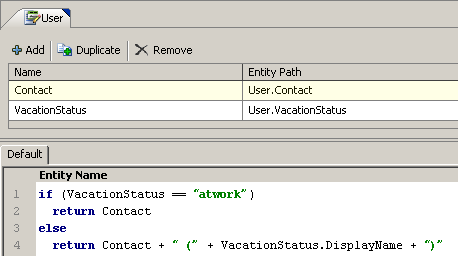 User
Add Duplicate Remove
Name Entity Path
Contact User.Contact
VacationStatus User.VacationStatus
Default
Entity Name
1 if (VacationStatus == "atwork")
2 return Contact
3 else
4 return Contact + " (" + VacationStatus.DisplayName + ")"